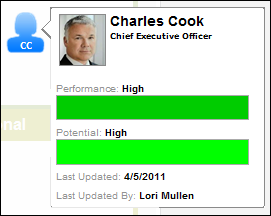 CC
Charles Cook
Chief Executive Officer
Performance: High
nal
Potential: High
Last Updated: 4/5/2011
Last Updated By: Lori Mullen